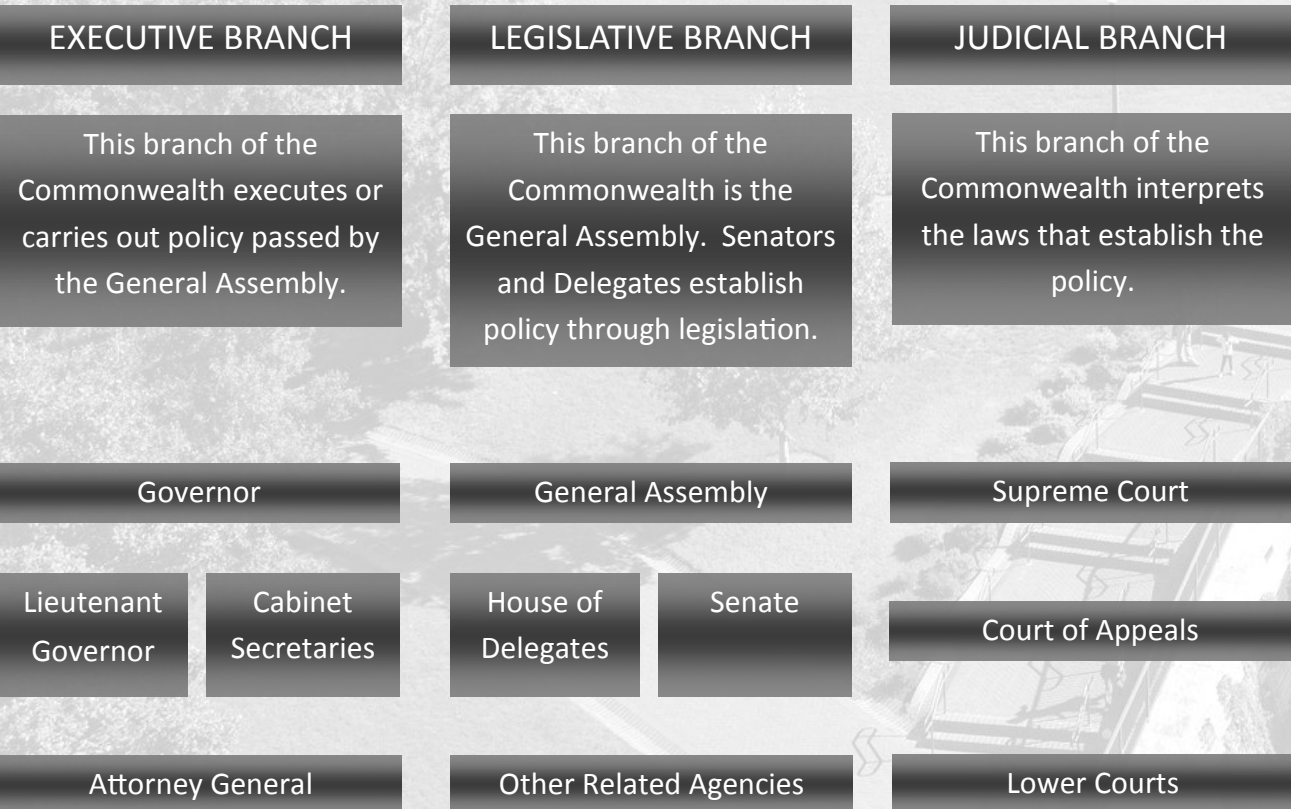 EXECUTIVE BRANCH
This branch of the
Commonwealth executes or
carries out policy passed by
the General Assembly.
Governor
Lieutenant
Governor
Cabinet
Secretaries
Attorney General
LEGISLATIVE BRANCH
This branch of the
Commonwealth is the
General Assembly.  Senators
and Delegates establish
policy through legislation.
General Assembly
House of
Delegates
Senate
Other Related Agencies
JUDICIAL BRANCH
This branch of the
Commonwealth interprets
the laws that establish the
policy.
Supreme Court
Court of Appeals
Lower Courts